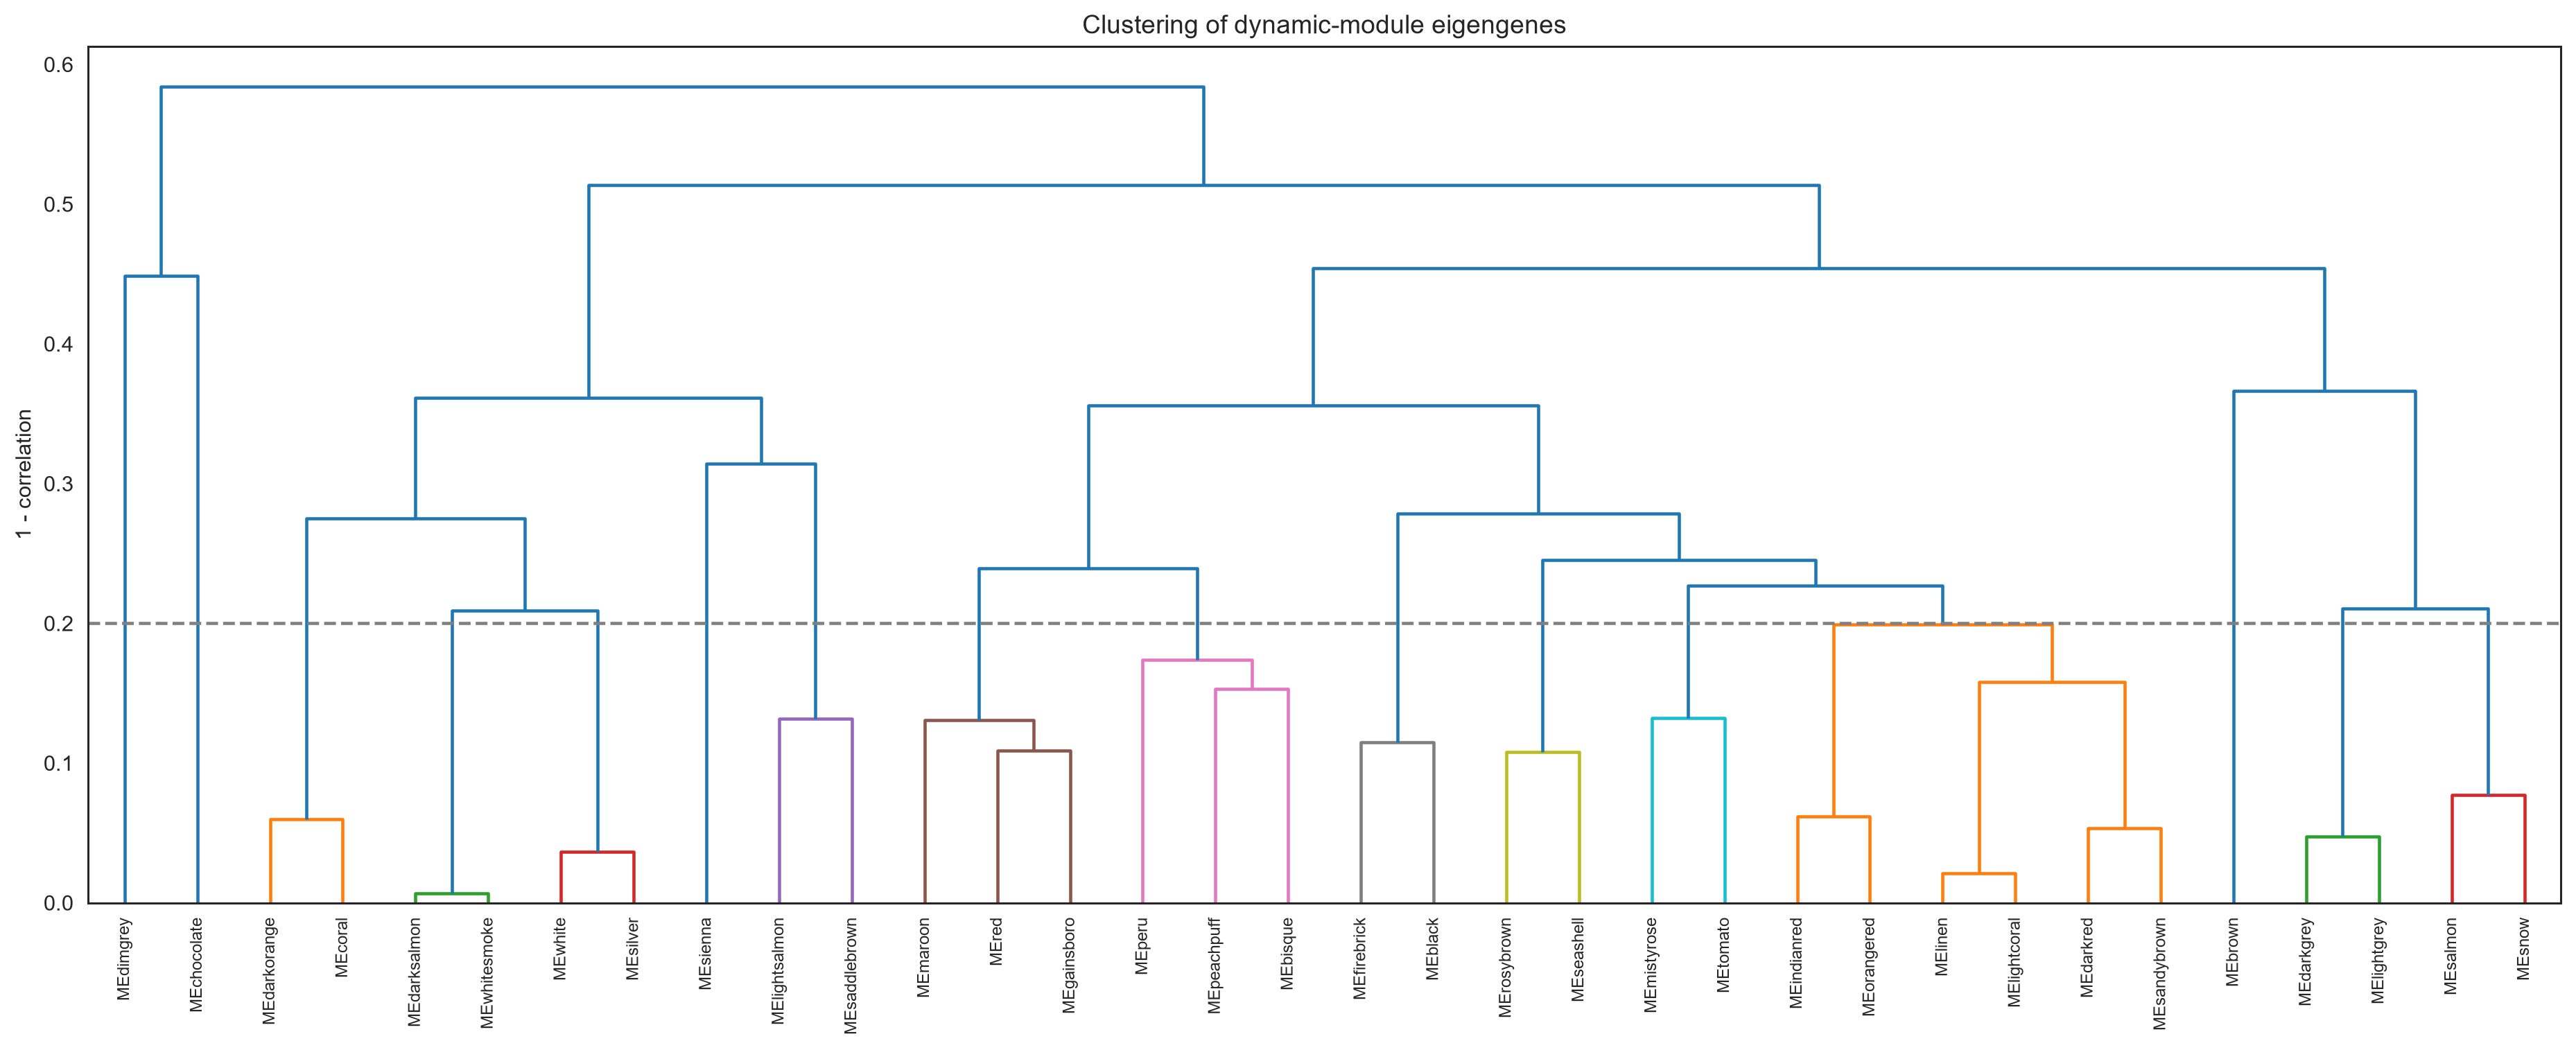 Clustering of dynamic-module eigengenes
1 - correlation
0.6
0.5
0.4
0.3
0.2
0.1
0.0
MEdimgrey
MEchocolate
MEdarkorange
MEcoral
MEdarksalmon
MEwhitesmoke
MEwhite
MEsilver
MEsienna
MElightsalmon
MEsaddlebrown
MEmaroon
MEred
MEgainsboro
MEperu
MEpeachpuff
MEbisque
MEfirebrick
MEblack
MErosybrown
MEseashell
MEmistyrose
MEtomato
MEindianred
MEorangered
MElinen
MElightcoral
MEdarkred
MEsandybrown
MEbrown
MEdarkgrey
MElightgrey
MEsalmon
MEsnow